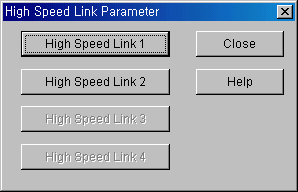 High Speed Link Parameter
High Speed Link 1
Close
High Speed Link 2
Help
High Speed Link 3
High Speed Link 4